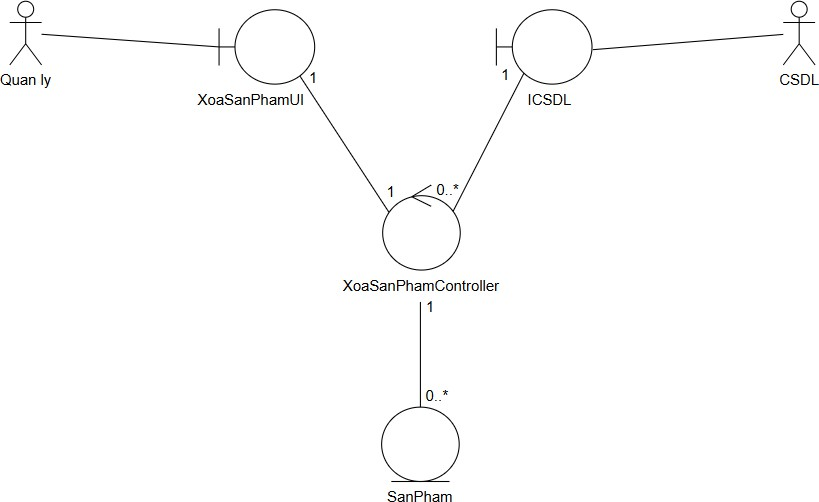 Quan ly
XoaSanPhamUI
1
1
ICSDL
CSDL
1
0..*
XoaSanPhamController
1
0..*
SanPham